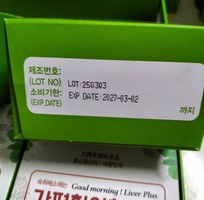 제조번호:
(LOT NO) LOT:250303
소비기한: EXP DATE:2027-03-02
(EXP.DATE) 까지
Good morning! Liver Plus